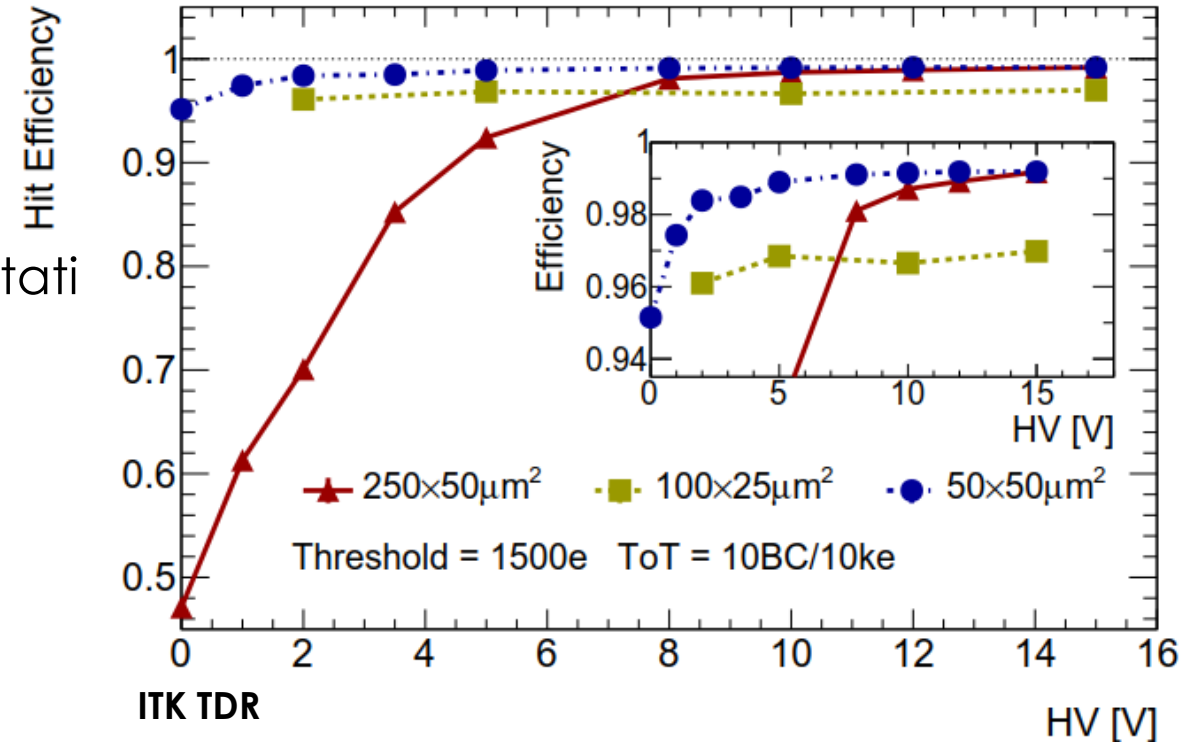 Hit Efficiency
tati
1
0.9
0.8
0.7
0.6
0.5
0 2 4 6 8 10 12 14 16
HV [V]
Efficiency
1
0.98
0.96
0.94
0 5 10 15
HV [V]
250×50μm² 100×25μm² 50×50μm²
Threshold = 1500e ToT = 10BC/10ke
ITK TDR